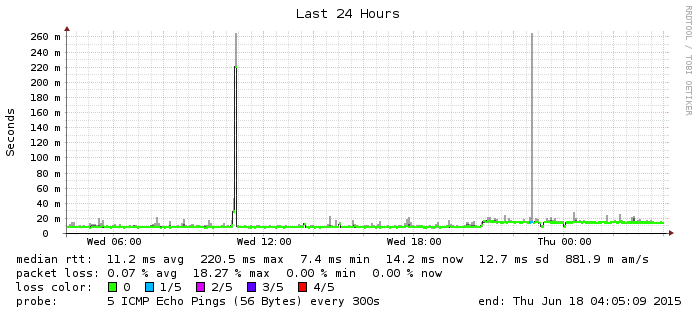 Last 24 Hours
RRDTOOL / TOBI OETIKER
Seconds
260 m
240 m
220 m
200 m
180 m
160 m
140 m
120 m
100 m
80 m
60 m
40 m
20 m
0
Wed 06:00 Wed 12:00 Wed 18:00 Thu 00:00
median rtt: 11.2 ms avg 220.5 ms max 7.4 ms min 14.2 ms now 12.7 ms sd 881.9 m am/s
packet loss: 0.07 % avg 18.27 % max 0.00 % min 0.00 % now
loss color: 0 1/5 2/5 3/5 4/5
probe: 5 ICMP Echo Pings (56 Bytes) every 300s end: Thu Jun 18 04:05:09 2015